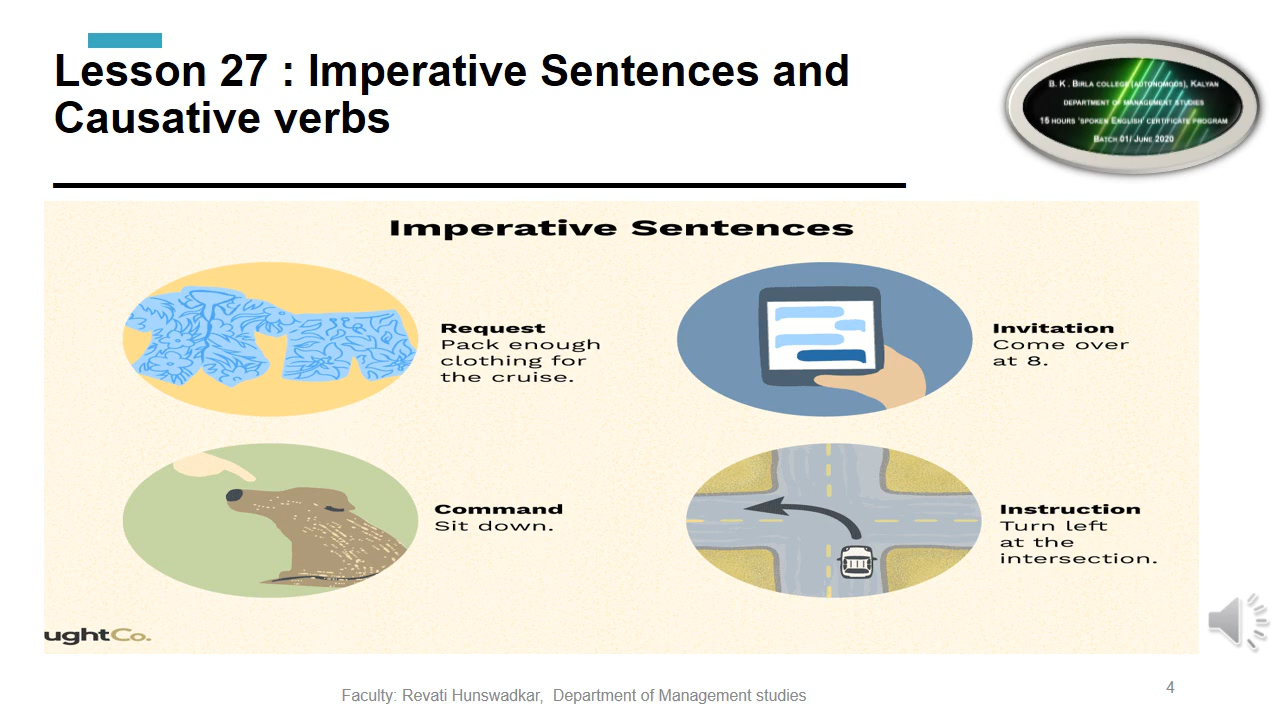 Lesson 27 : Imperative Sentences and
Causative verbs
B. K . Birla college (autonomous), Kalyan
department of management studies
16 hours 'spoken English' certificate program
Batch 01/ June 2020
Imperative Sentences
Request
Pack enough
clothing for
the cruise.
Invitation
Come over
at 8.
Command
Sit down.
Instruction
Turn left
at the
intersection.
ughtCo.
Faculty: Revati Hunswadkar, Department of Management studies
4